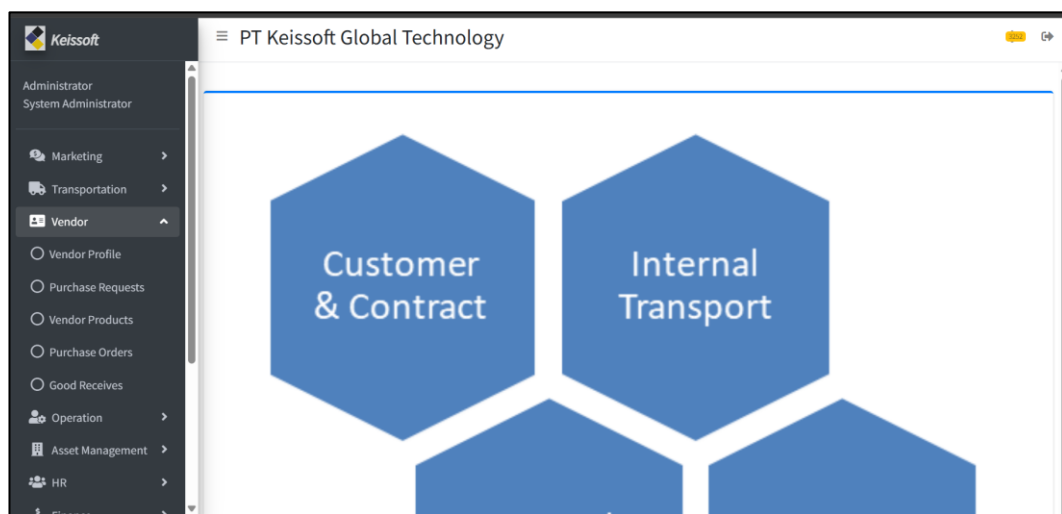 Keissoft
PT Keissoft Global Technology
3252
Administrator
System Administrator
Marketing
Transportation
Vendor
Vendor Profile
Purchase Requests
Vendor Products
Purchase Orders
Good Receives
Operation
Asset Management
HR
Customer
& Contract
Internal
Transport